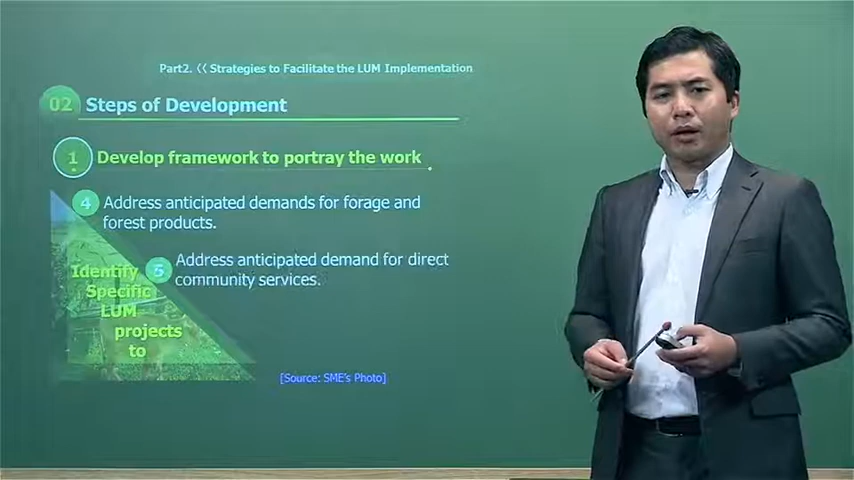 Part2. 《 Strategies to Facilitate the LUM Implementation
02 Steps of Development
1 Develop framework to portray the work
4 Address anticipated demands for forage and
forest products.
5 Address anticipated demand for direct
community services.
Identify
Specific
LUM
projects
to
[Source: SME's Photo]